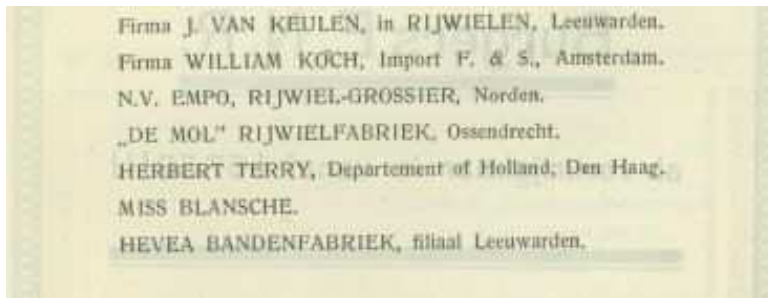 Firma J. VAN KEULEN, in RIJWIELEN, Leeuwarden.
Firma WILLIAM KOCH, Import F. & S., Amsterdam.
N.V. EMPO, RIJWIEL-GROSSIER, Norden.
„DE MOL" RIJWIELFABRIEK, Ossendrecht.
HERBERT TERRY, Departement of Holland, Den Haag.
MISS BLANSCHE.
HEVEA BANDENFABRIEK, filiaal Leeuwarden.